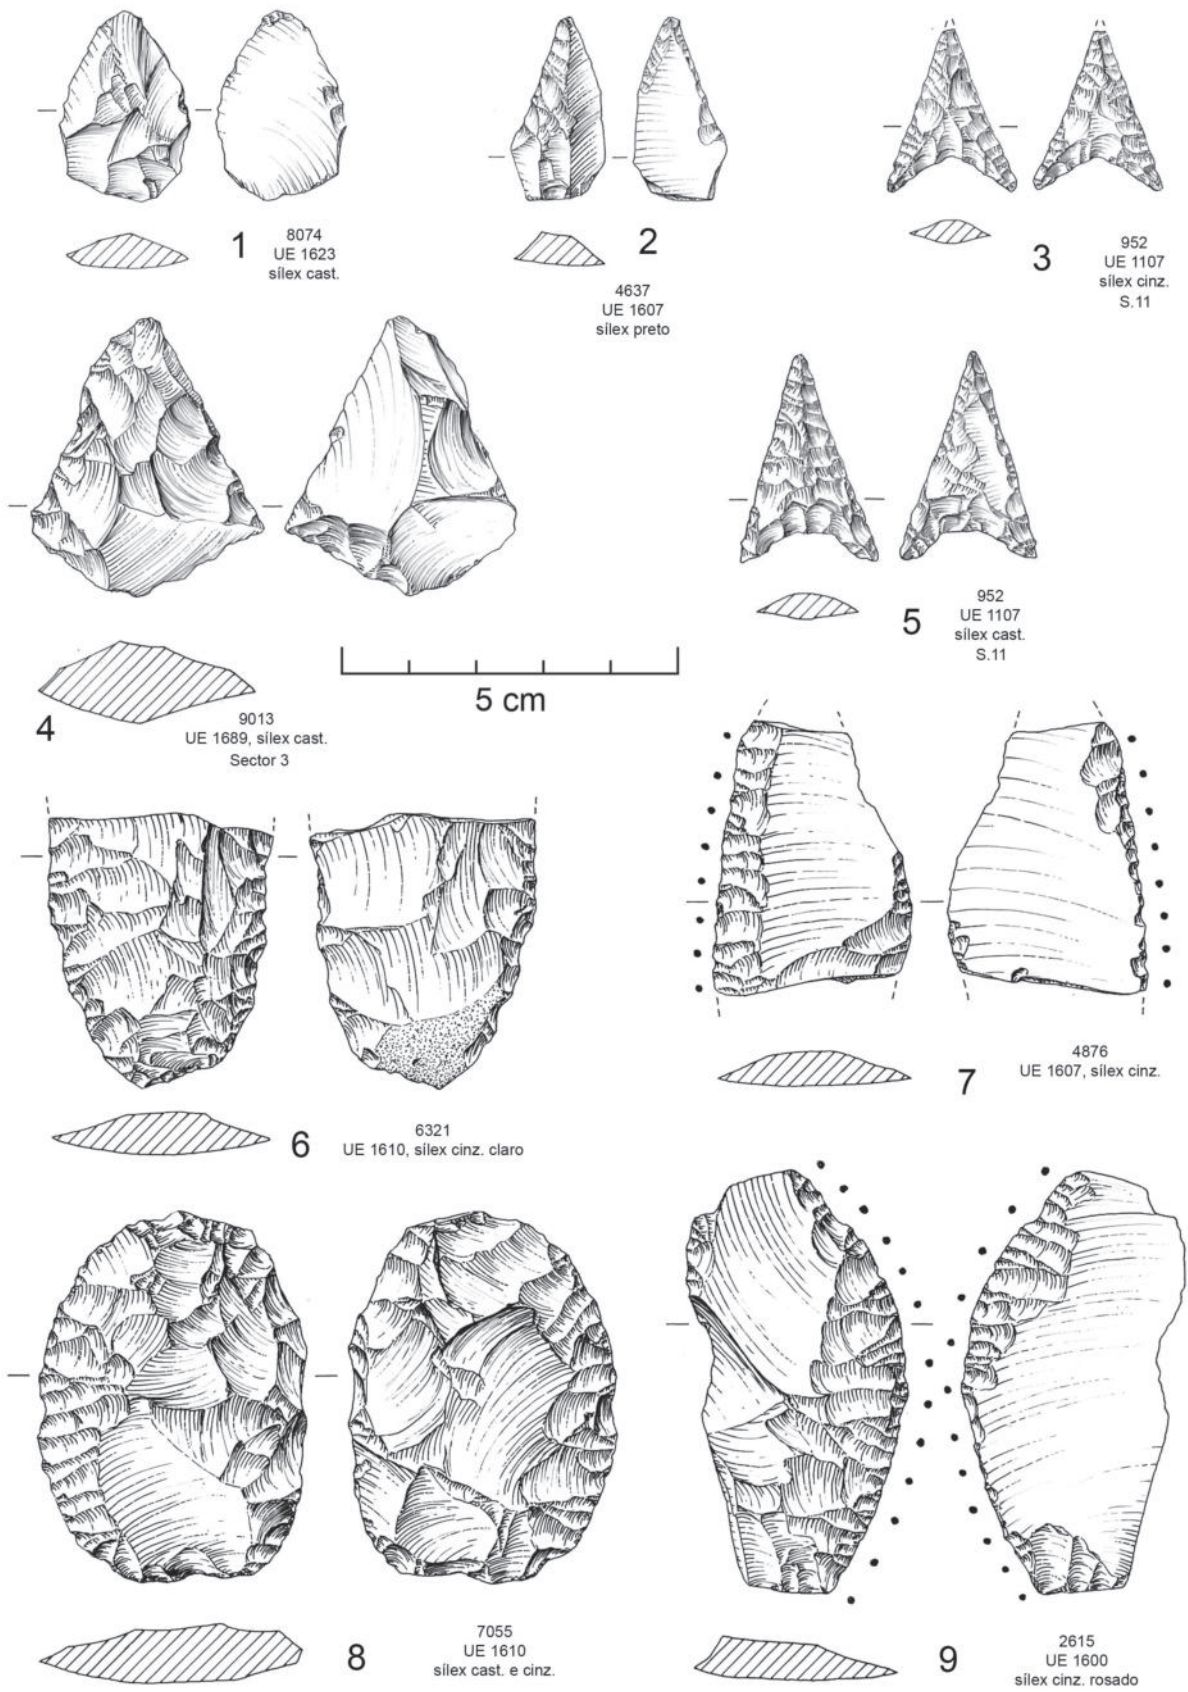 1
8074
UE 1623
sílex cast.
2
4637
UE 1607
sílex preto
3
952
UE 1107
sílex cinz.
S.11
4
9013
UE 1689, sílex cast.
Sector 3
5 cm
5
952
UE 1107
sílex cast.
S.11
6
6321
UE 1610, sílex cinz. claro
7
4876
UE 1607, sílex cinz.
8
7055
UE 1610
sílex cast. e cinz.
9
2615
UE 1600
sílex cinz. rosado